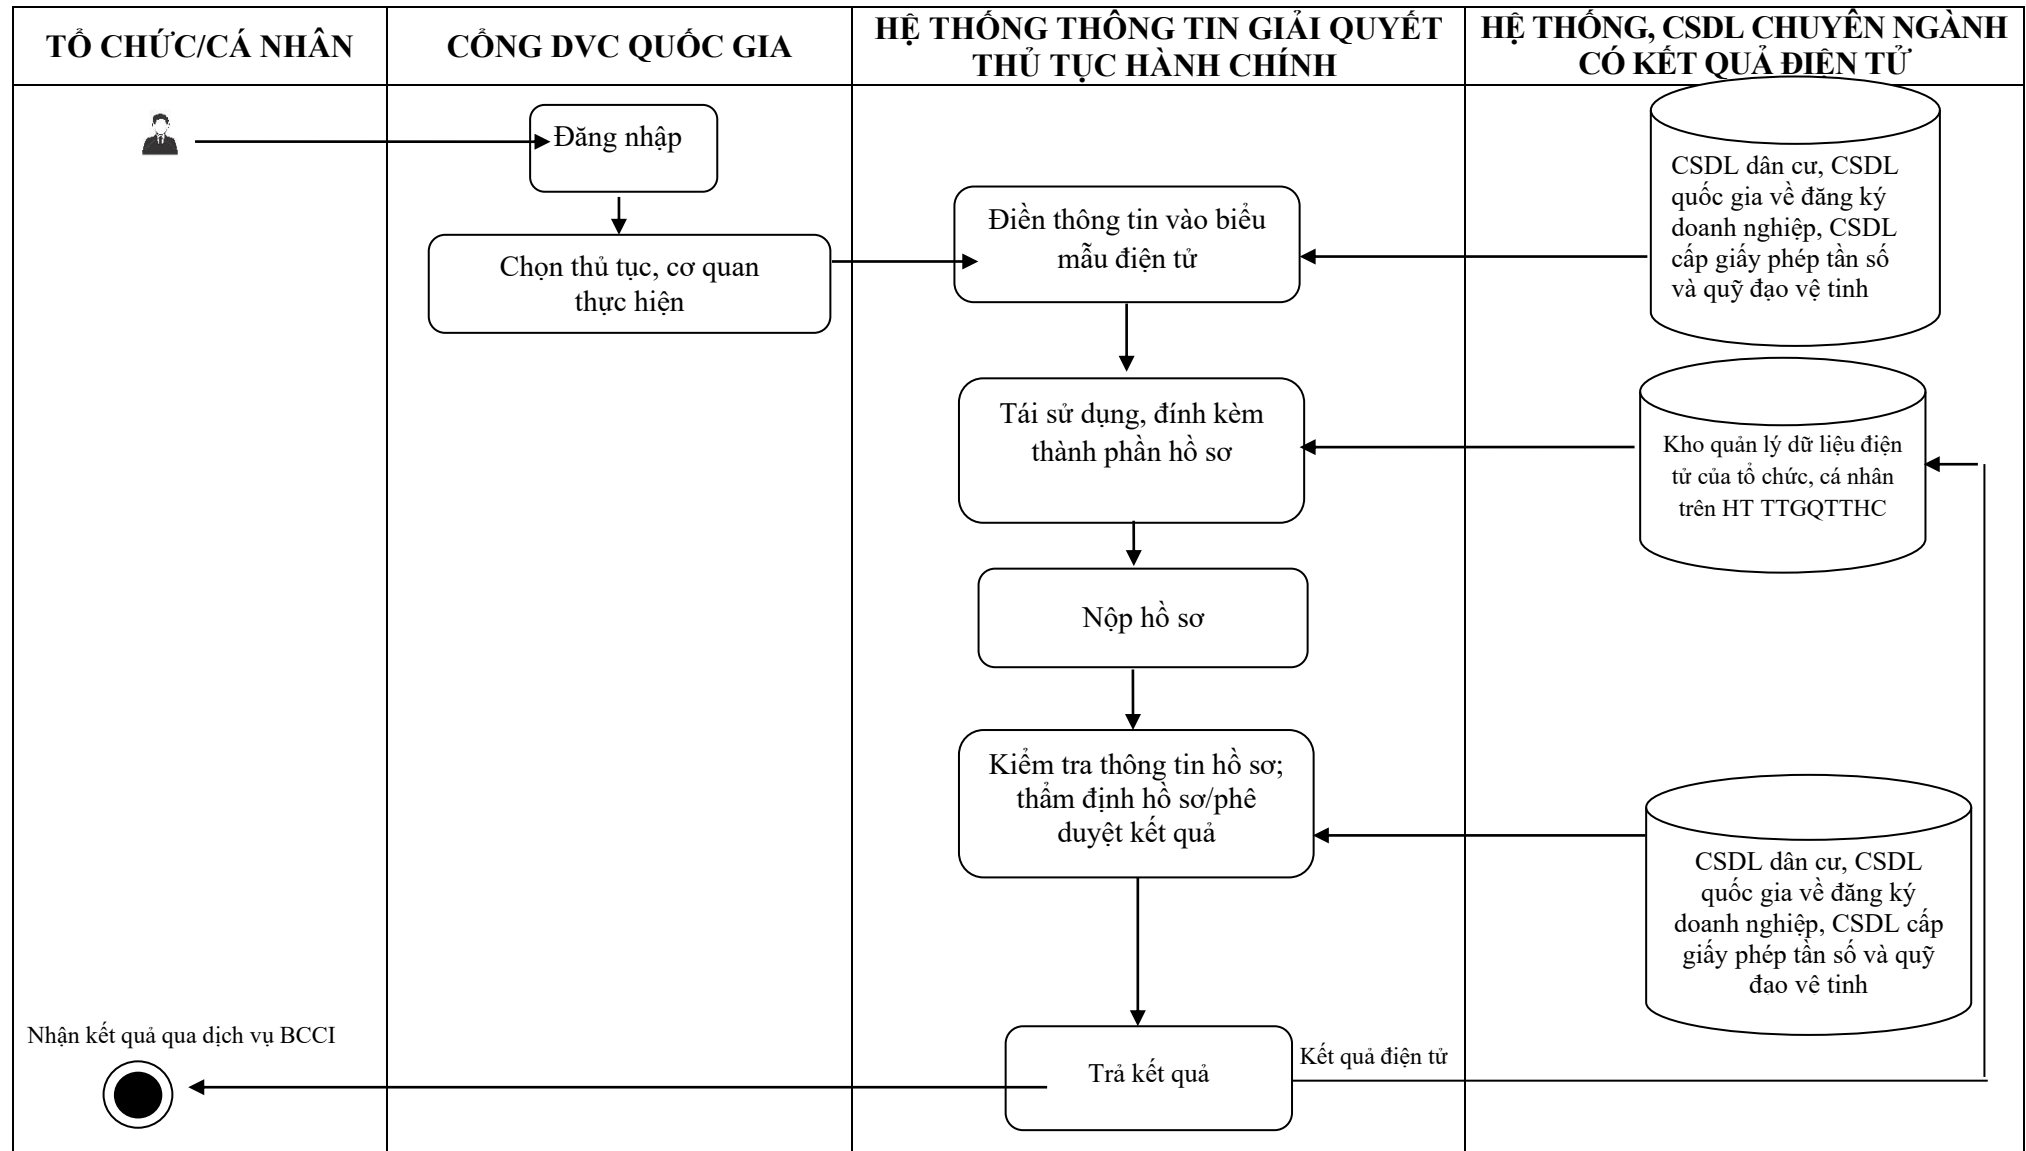 TỔ CHỨC/CÁ NHÂN
CỔNG DVC QUỐC GIA
HỆ THỐNG THÔNG TIN GIẢI QUYẾT
THỦ TỤC HÀNH CHÍNH
HỆ THỐNG, CSDL CHUYÊN NGÀNH
CÓ KẾT QUẢ ĐIỆN TỬ
Đăng nhập
Chọn thủ tục, cơ quan
thực hiện
Điền thông tin vào biểu
mẫu điện tử
CSDL dân cư, CSDL
quốc gia về đăng ký
doanh nghiệp, CSDL
cấp giấy phép tần số
và quỹ đạo vệ tinh
Tái sử dụng, đính kèm
thành phần hồ sơ
Kho quản lý dữ liệu điện
tử của tổ chức, cá nhân
trên HT TTGQTTHC
Nộp hồ sơ
Kiểm tra thông tin hồ sơ;
thẩm định hồ sơ/phê
duyệt kết quả
CSDL dân cư, CSDL
quốc gia về đăng ký
doanh nghiệp, CSDL cấp
giấy phép tần số và quỹ
đao vê tinh
Nhận kết quả qua dịch vụ BCCI
Trả kết quả
Kết quả điện tử